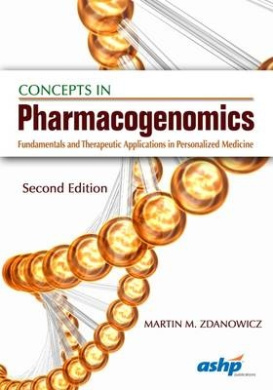 CONCEPTS IN
Pharmacogenomics
Fundamentals and Therapeutic Applications in Personalized Medicine
Second Edition
MARTIN M. ZDANOWICZ
ashp